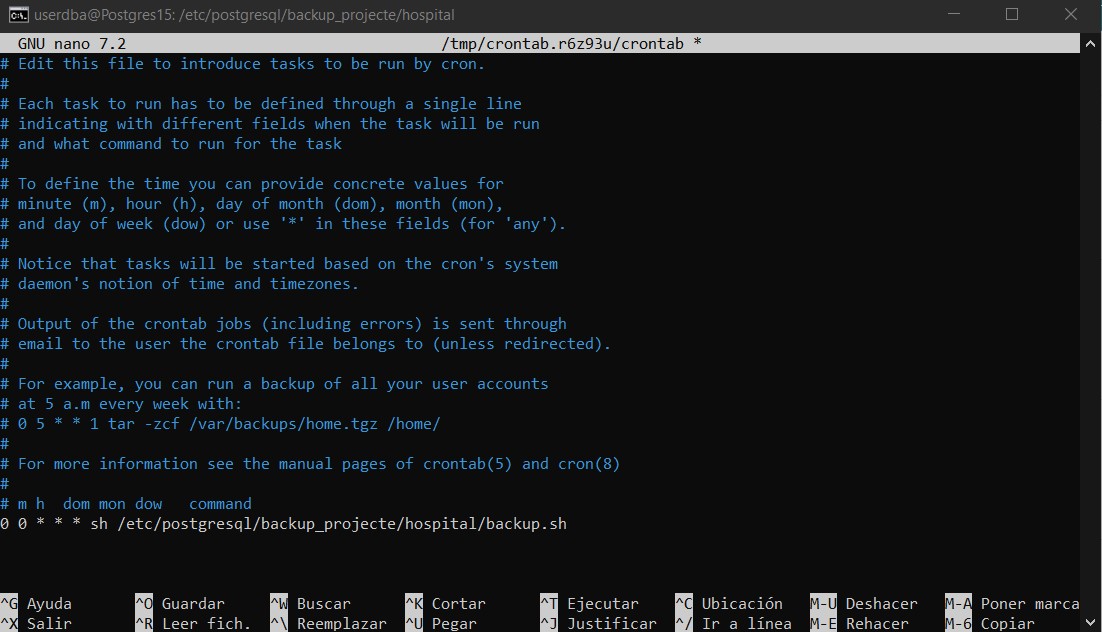 userdba@Postgres15: /etc/postgresql/backup_projecte/hospital
GNU nano 7.2 /tmp/crontab.r6z93u/crontab *
# Edit this file to introduce tasks to be run by cron.
#
# Each task to run has to be defined through a single line
# indicating with different fields when the task will be run
# and what command to run for the task
#
# To define the time you can provide concrete values for
# minute (m), hour (h), day of month (dom), month (mon),
# and day of week (dow) or use '*' in these fields (for 'any').
#
# Notice that tasks will be started based on the cron's system
# daemon's notion of time and timezones.
#
# Output of the crontab jobs (including errors) is sent through
# email to the user the crontab file belongs to (unless redirected).
#
# For example, you can run a backup of all your user accounts
# at 5 a.m every week with:
# 0 5 * * 1 tar -zcf /var/backups/home.tgz /home/
#
# For more information see the manual pages of crontab(5) and cron(8)
#
# m h  dom mon dow   command
0 0 * * * sh /etc/postgresql/backup_projecte/hospital/backup.sh
^G Ayuda ^O Guardar ^W Buscar ^K Cortar ^T Ejecutar ^C Ubicación M-U Deshacer M-A Poner marca
^X Salir ^R Leer fich. ^\ Reemplazar ^U Pegar ^J Justificar ^/ Ir a línea M-E Rehacer M-6 Copiar